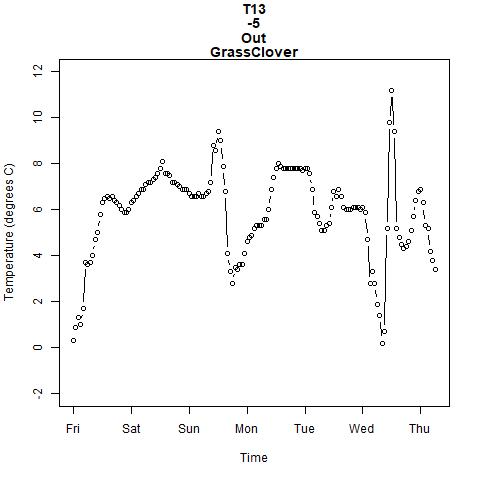 T13
-5
Out
GrassClover
Temperature (degrees C)
12
10
8
6
4
2
0
-2
Fri Sat Sun Mon Tue Wed Thu
Time